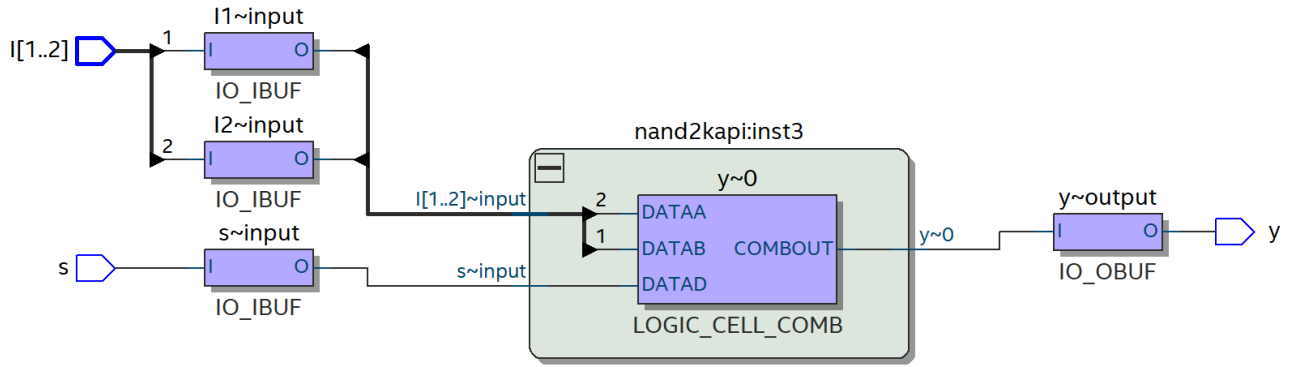 I1~input
I[1..2]
1
I
O
IO_IBUF
I2~input
2
I
O
IO_IBUF
s~input
s
I
O
IO_IBUF
nand2kapi:inst3
y~0
I[1..2]~input
2
DATAA
1
DATAB
COMBOUT
s~input
DATAD
LOGIC_CELL_COMB
y~0
y~output
I
O
y
IO_OBUF